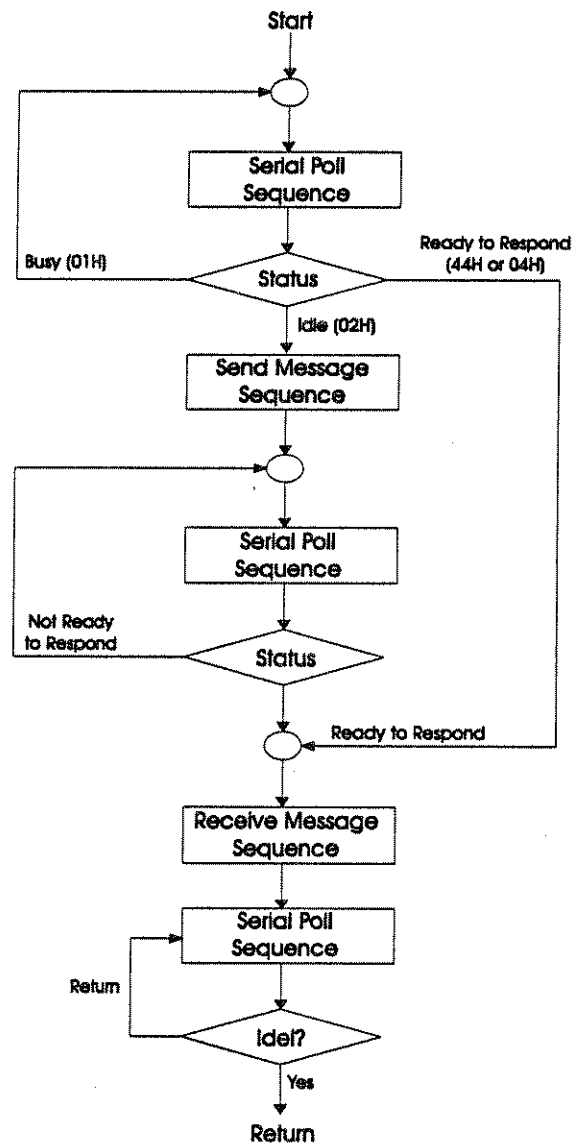 Start
Serial Poll
Sequence
Busy (01H)
Status
Ready to Respond
(44H or 04H)
Idle (02H)
Send Message
Sequence
Serial Poll
Sequence
Not Ready
to Respond
Status
Ready to Respond
Receive Message
Sequence
Serial Poll
Sequence
Return
Idel?
Yes
Return